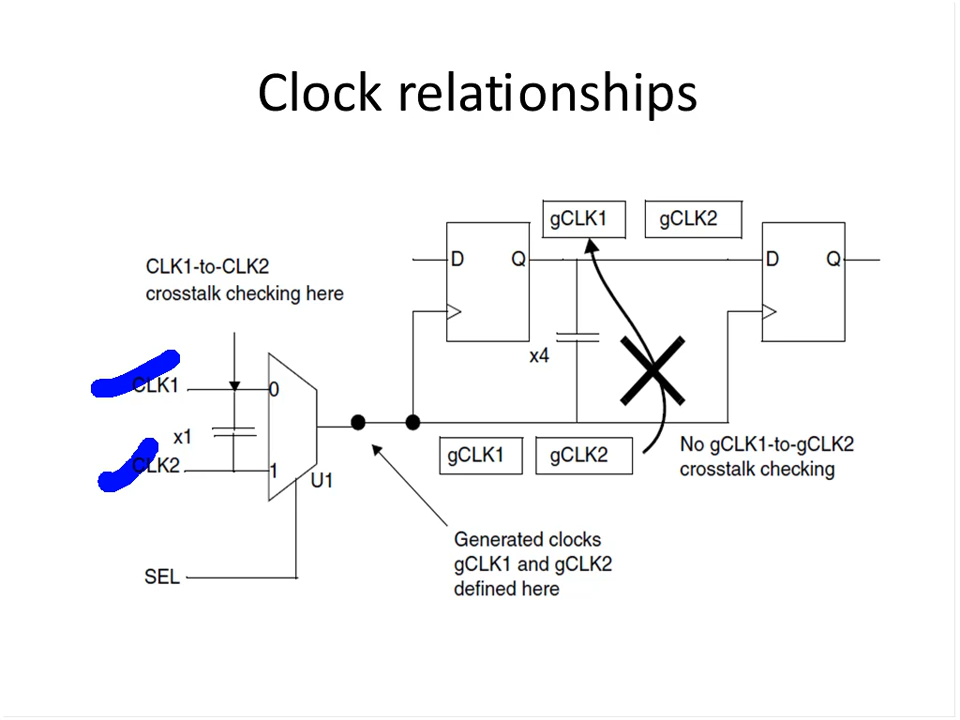 Clock relationships
gCLK1
gCLK2
D
Q
D
Q
CLK1-to-CLK2
crosstalk checking here
x4
CLK1
0
x1
CLK2
1
U1
gCLK1
gCLK2
No gCLK1-to-gCLK2
crosstalk checking
Generated clocks
gCLK1 and gCLK2
defined here
SEL